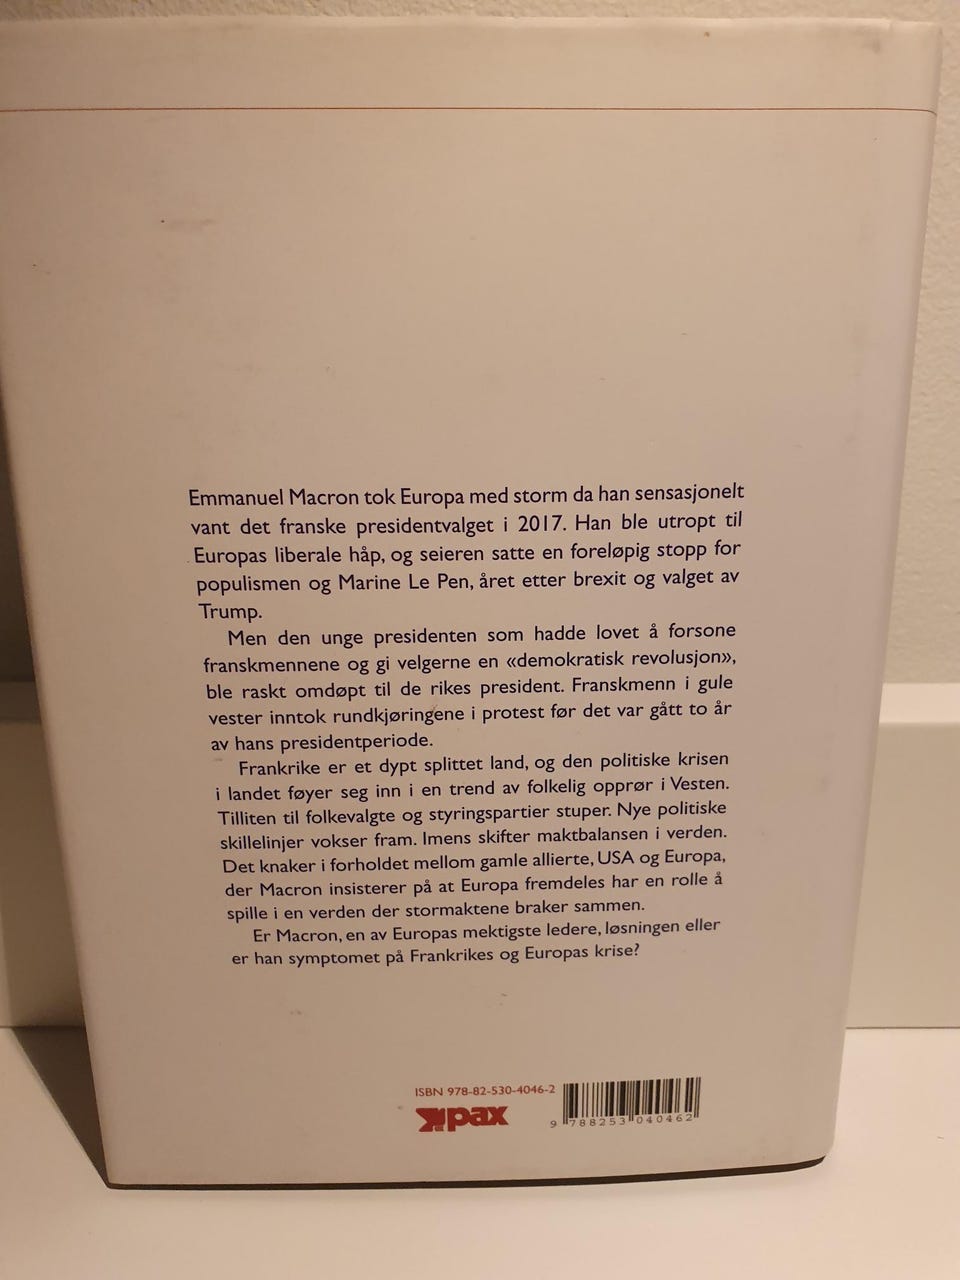 Emmanuel Macron tok Europa med storm da han sensasjonelt
vant det franske presidentvalget i 2017. Han ble utropt til
Europas liberale håp, og seieren satte en foreløpig stopp for
populismen og Marine Le Pen, året etter brexit og valget av
Trump.
Men den unge presidenten som hadde lovet å forsone
franskmennene og gi velgerne en «demokratisk revolusjon»,
ble raskt omdøpt til de rikes president. Franskmenn i gule
vester inntok rundkjøringene i protest før det var gått to år
av hans presidentperiode.
Frankrike er et dypt splittet land, og den politiske krisen
i landet føyer seg inn i en trend av folkelig opprør i Vesten.
Tilliten til folkevalgte og styringspartier stuper. Nye politiske
skillelinjer vokser fram. Imens skifter maktbalansen i verden.
Det knaker i forholdet mellom gamle allierte, USA og Europa,
der Macron insisterer på at Europa fremdeles har en rolle å
spille i en verden der stormaktene braker sammen.
Er Macron, en av Europas mektigste ledere, løsningen eller
er han symptomet på Frankrikes og Europas krise?
ISBN 978-82-530-4046-2
pax
9 788253 040462